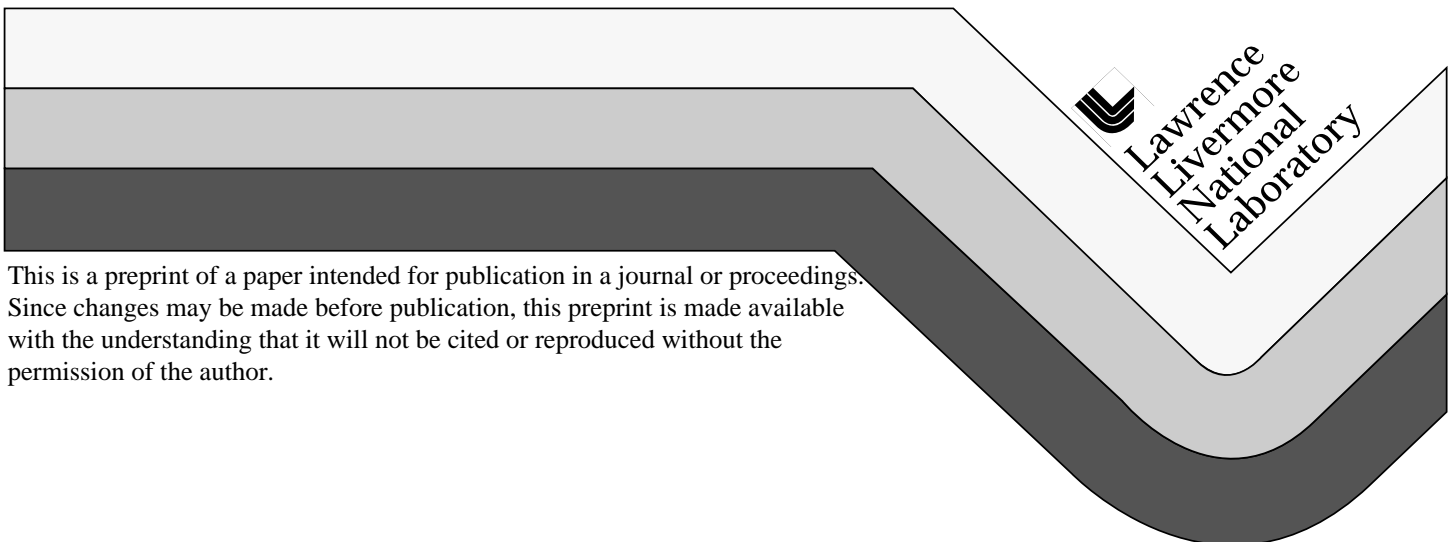 Lawrence
Livermore
National
Laboratory
This is a preprint of a paper intended for publication in a journal or proceedings.
Since changes may be made before publication, this preprint is made available
with the understanding that it will not be cited or reproduced without the
permission of the author.